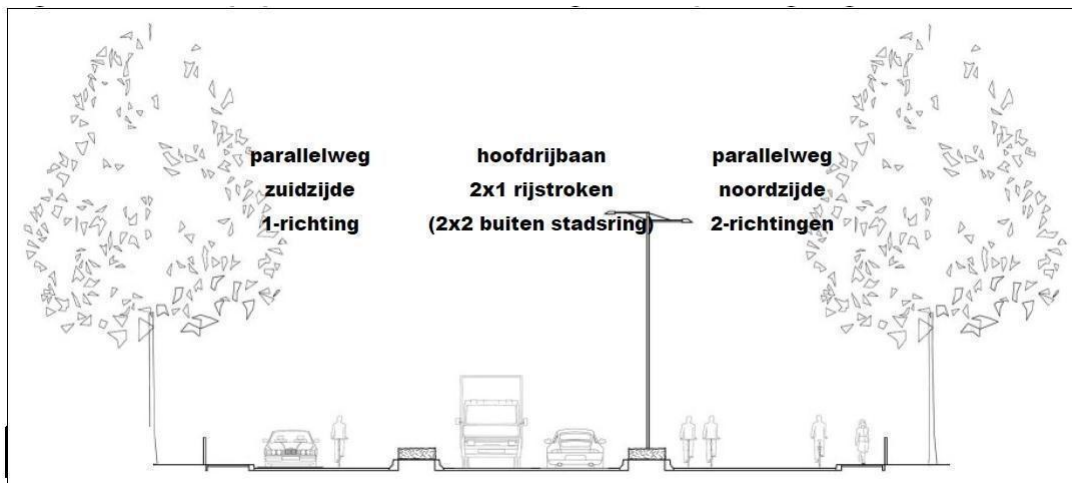 parallelweg
zuidzijde
1-richting
hoofdrijbaan
2x1 rijstroken
(2x2 buiten stadsring)
parallelweg
noordzijde
2-richtingen